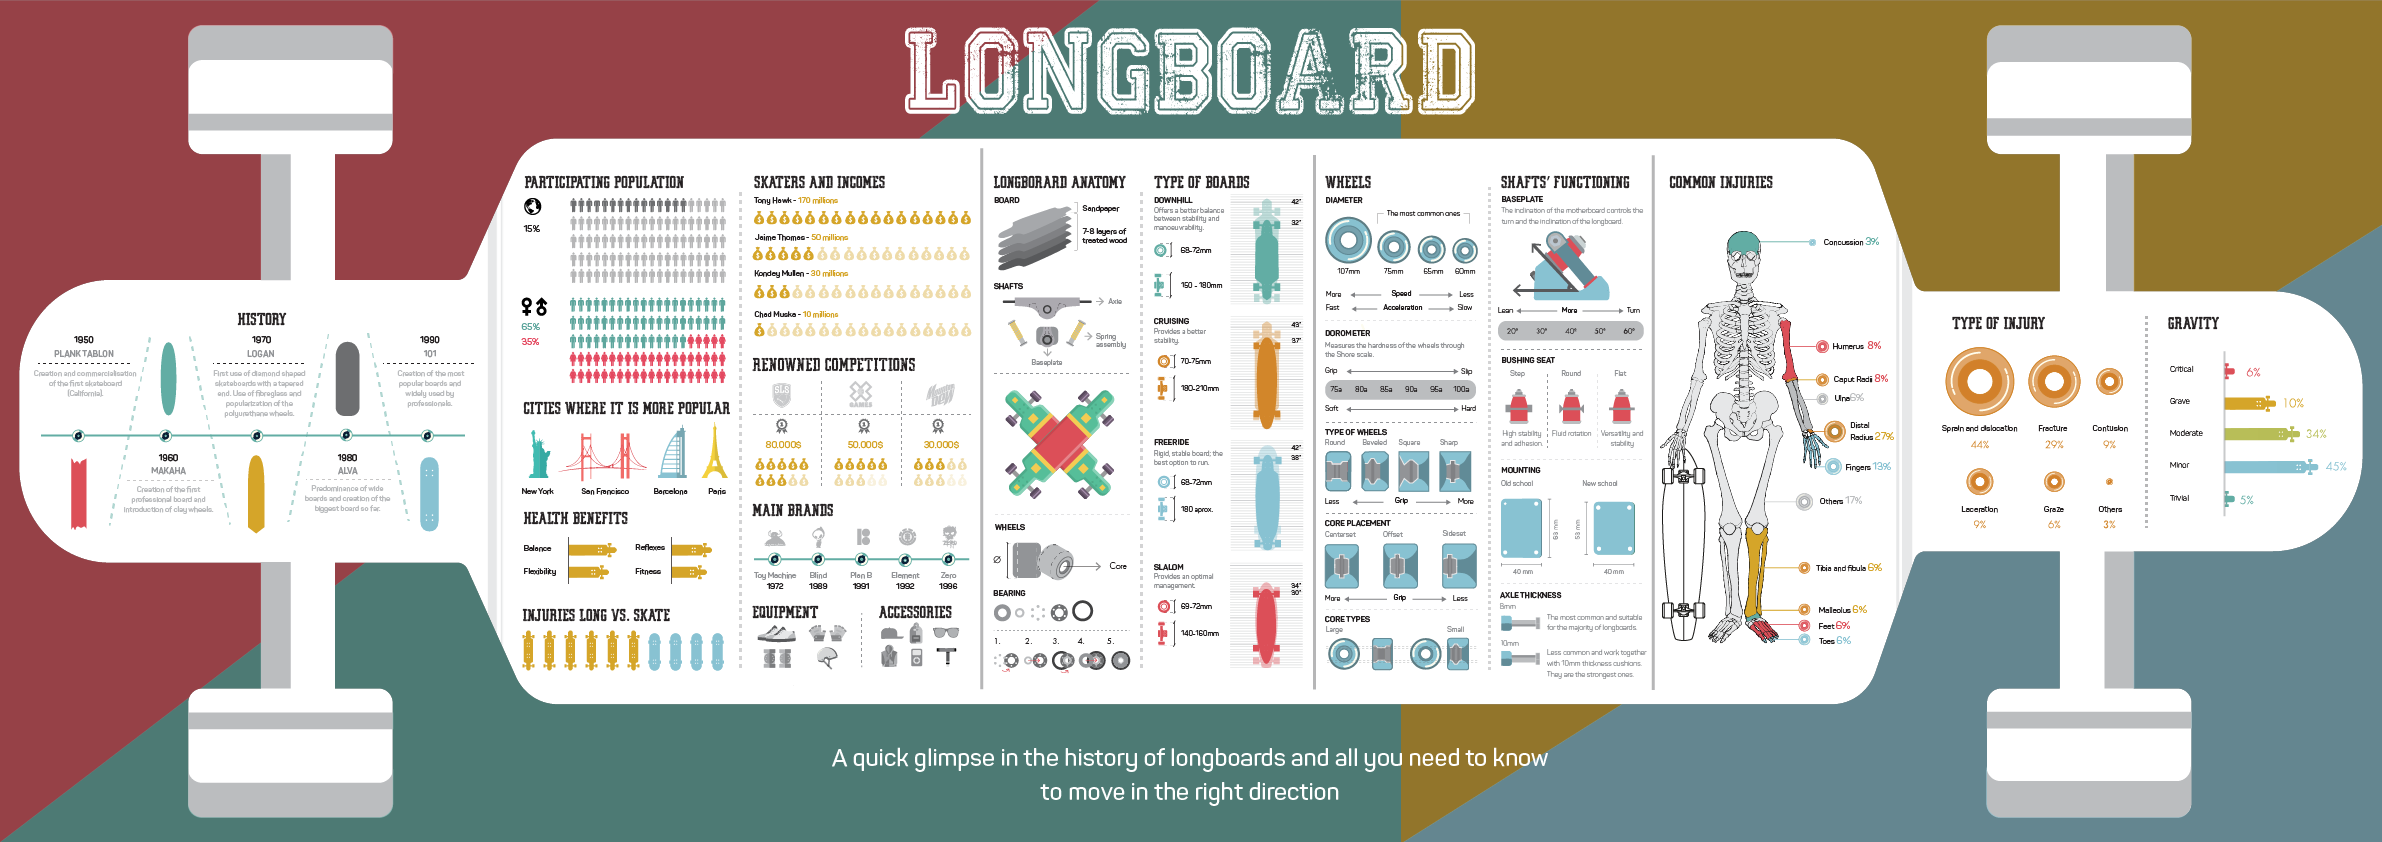 LONGBOARD
HISTORY
1950
PLANK TABLON
Creation and commercialisation
of the first skateboard
(California).
1970
LOGAN
First use of diamond shaped
skateboards with a tapered
end. Use of fibreglass and
popularization of the
polyurethane wheels.
1990
101
Creation of the most
popular boards and
widely used by
professionals.
1960
MAKAHA
Creation of the first
professional board and
introduction of clay wheels.
1980
ALVA
Predominance of wide
boards and creation of the
biggest board so far.
PARTICIPATING POPULATION
15%
65%
35%
CITIES WHERE IT IS MORE POPULAR
New York
San Francisco
Barcelona
Paris
HEALTH BENEFITS
Balance
Reflexes
Flexibility
Fitness
INJURIES LONG VS. SKATE
SKATERS AND INCOMES
Tony Hawk - 170 millions
Jaime Thomas - 50 millions
Kondey Mullen - 30 millions
Chad Muska - 10 millions
RENOWNED COMPETITIONS
SLS
X GAMES
80.000$
50.000$
30.000$
MAIN BRANDS
Toy Machine
Blind
Plan B
Element
Zero
1972
1989
1991
1992
1996
EQUIPMENT
ACCESSORIES
LONGBORARD ANATOMY
BOARD
Sandpaper
7-8 layers of
treated wood
SHAFTS
Axle
Spring
assembly
Baseplate
WHEELS
Ø
Core
BEARING
1.
2.
3.
4.
5.
TYPE OF BOARDS
DOWNHILL
Offers a better balance
between stability and
manoeuvrability.
68-72mm
150 - 180mm
42"
32"
CRUISING
Provides a better
stability.
70-75mm
180-210mm
43"
37"
FREERIDE
Rigid, stable board; the
best option to run.
68-72mm
180 aprox.
42"
38"
SLALOM
Provides an optimal
management.
69-72mm
140-160mm
34"
30"
WHEELS
DIAMETER
The most common ones
107mm
75mm
65mm
60mm
More
Speed
Less
Fast
Acceleration
Slow
DOROMETER
Measures the hardness of the wheels through
the Shore scale.
Grip
Slip
75a 80a 85a 90a 95a 100a
Soft
Hard
TYPE OF WHEELS
Round
Beveled
Square
Sharp
Less
Grip
More
CORE PLACEMENT
Centerset
Offset
Sideset
More
Grip
Less
CORE TYPES
Large
Small
SHAFTS' FUNCTIONING
BASEPLATE
The inclination of the motherboard controls the
turn and the inclination of the longboard.
Lean
More
Turn
20° 30° 40° 50° 60°
BUSHING SEAT
Step
Round
Flat
High stability
and adhesion.
Fluid rotation
Versatility and
stability
MOUNTING
Old school
New school
63 mm
53 mm
40 mm
40 mm
AXLE THICKNESS
8mm
The most common and suitable
for the majority of longboards.
10mm
Less common and work together
with 10mm thickness cushions.
They are the strongest ones.
COMMON INJURIES
Concussion 3%
Humerus 8%
Caput Radii 8%
Ulna 6%
Distal
Radius 27%
Fingers 13%
Others 17%
Tibia and fibula 6%
Malleolus 6%
Feet 6%
Toes 6%
TYPE OF INJURY
Sprain and dislocation
44%
Fracture
29%
Contusion
9%
Laceration
9%
Graze
6%
Others
3%
GRAVITY
Critical
6%
Grave
10%
Moderate
34%
Minor
45%
Trivial
5%
A quick glimpse in the history of longboards and all you need to know
to move in the right direction